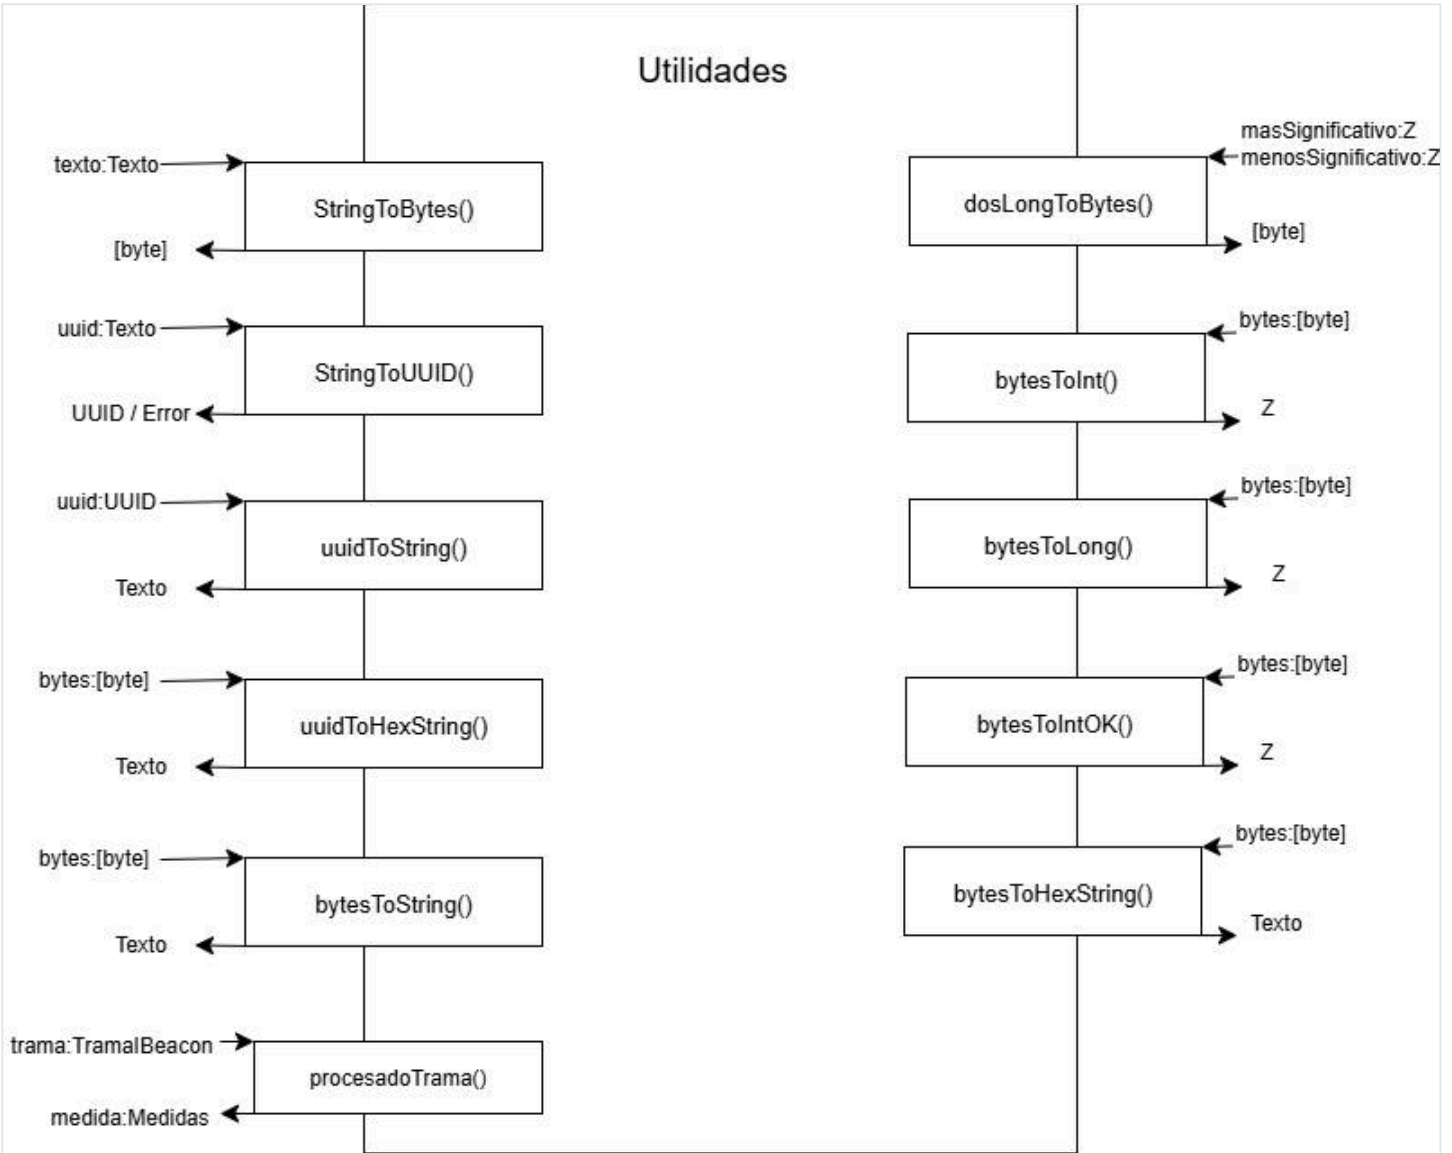 Utilidades
texto:Texto
StringToBytes()
[byte]
uuid:Texto
StringToUUID()
UUID / Error
uuid:UUID
uuidToString()
Texto
bytes:[byte]
uuidToHexString()
Texto
bytes:[byte]
bytesToString()
Texto
trama:TramaIBeacon
procesadoTrama()
medida:Medidas
masSignificativo:Z
menosSignificativo:Z
dosLongToBytes()
[byte]
bytes:[byte]
bytesToInt()
Z
bytes:[byte]
bytesToLong()
Z
bytes:[byte]
bytesToIntOK()
Z
bytes:[byte]
bytesToHexString()
Texto